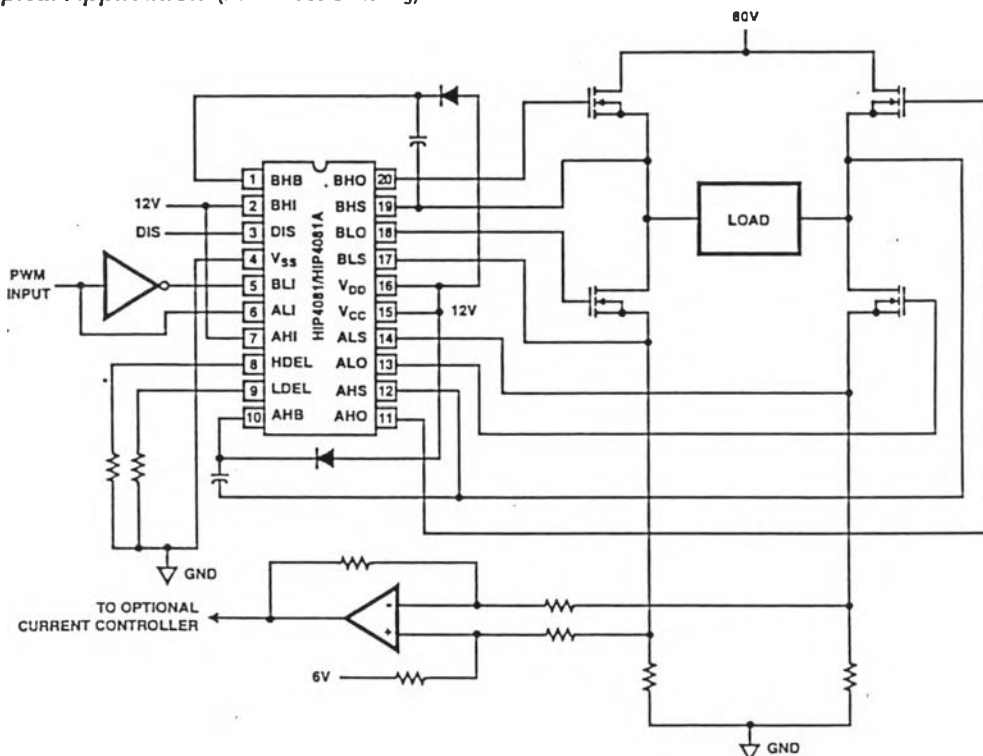 Application
80V
1 BHB BHO 20
12V 2 BHI BHS 19
DIS 3 DIS BLO 18
4 VSS BLS 17
PWM INPUT 5 BLI VDD 16
6 ALI VCC 15 12V
7 AHI ALS 14
8 HDEL ALO 13
9 LDEL AHS 12
10 AHB AHO 11
HIP4081/HIP4081A
LOAD
GND
TO OPTIONAL
CURRENT CONTROLLER
-
+
6V
GND